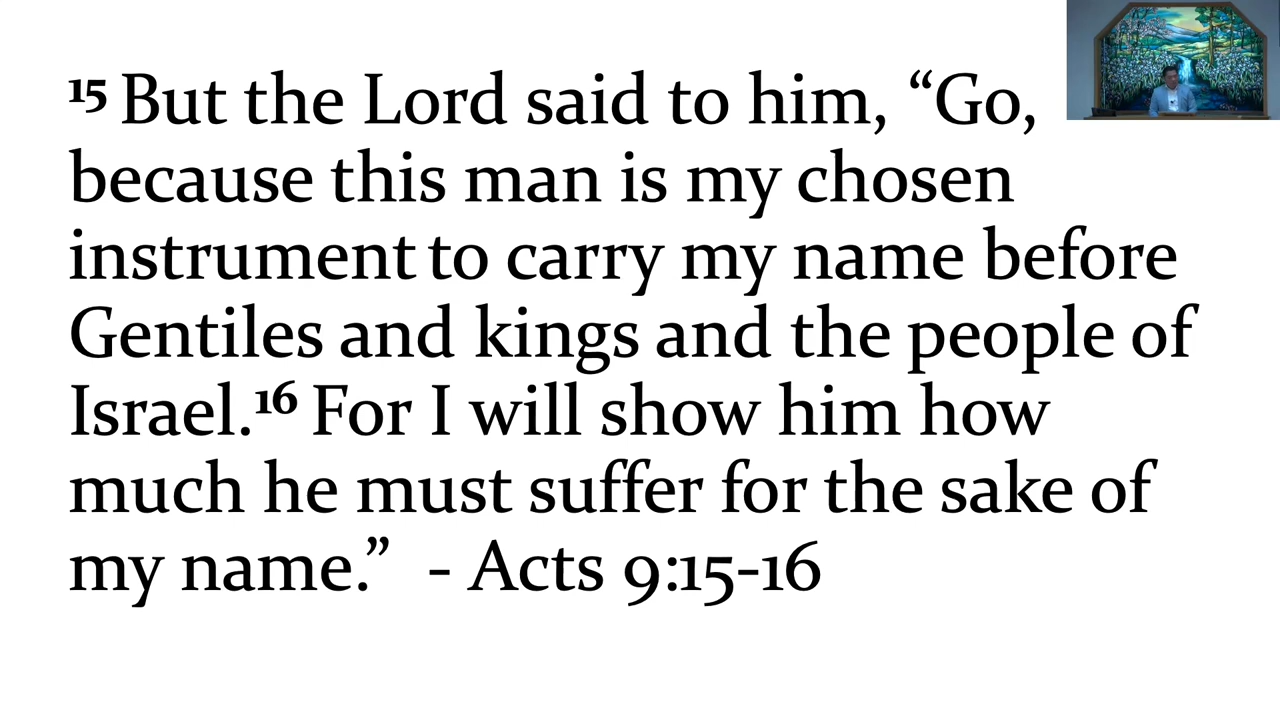 15 But the Lord said to him, “Go,
because this man is my chosen
instrument to carry my name before
Gentiles and kings and the people of
Israel. 16 For I will show him how
much he must suffer for the sake of
my name.”  - Acts 9:15-16